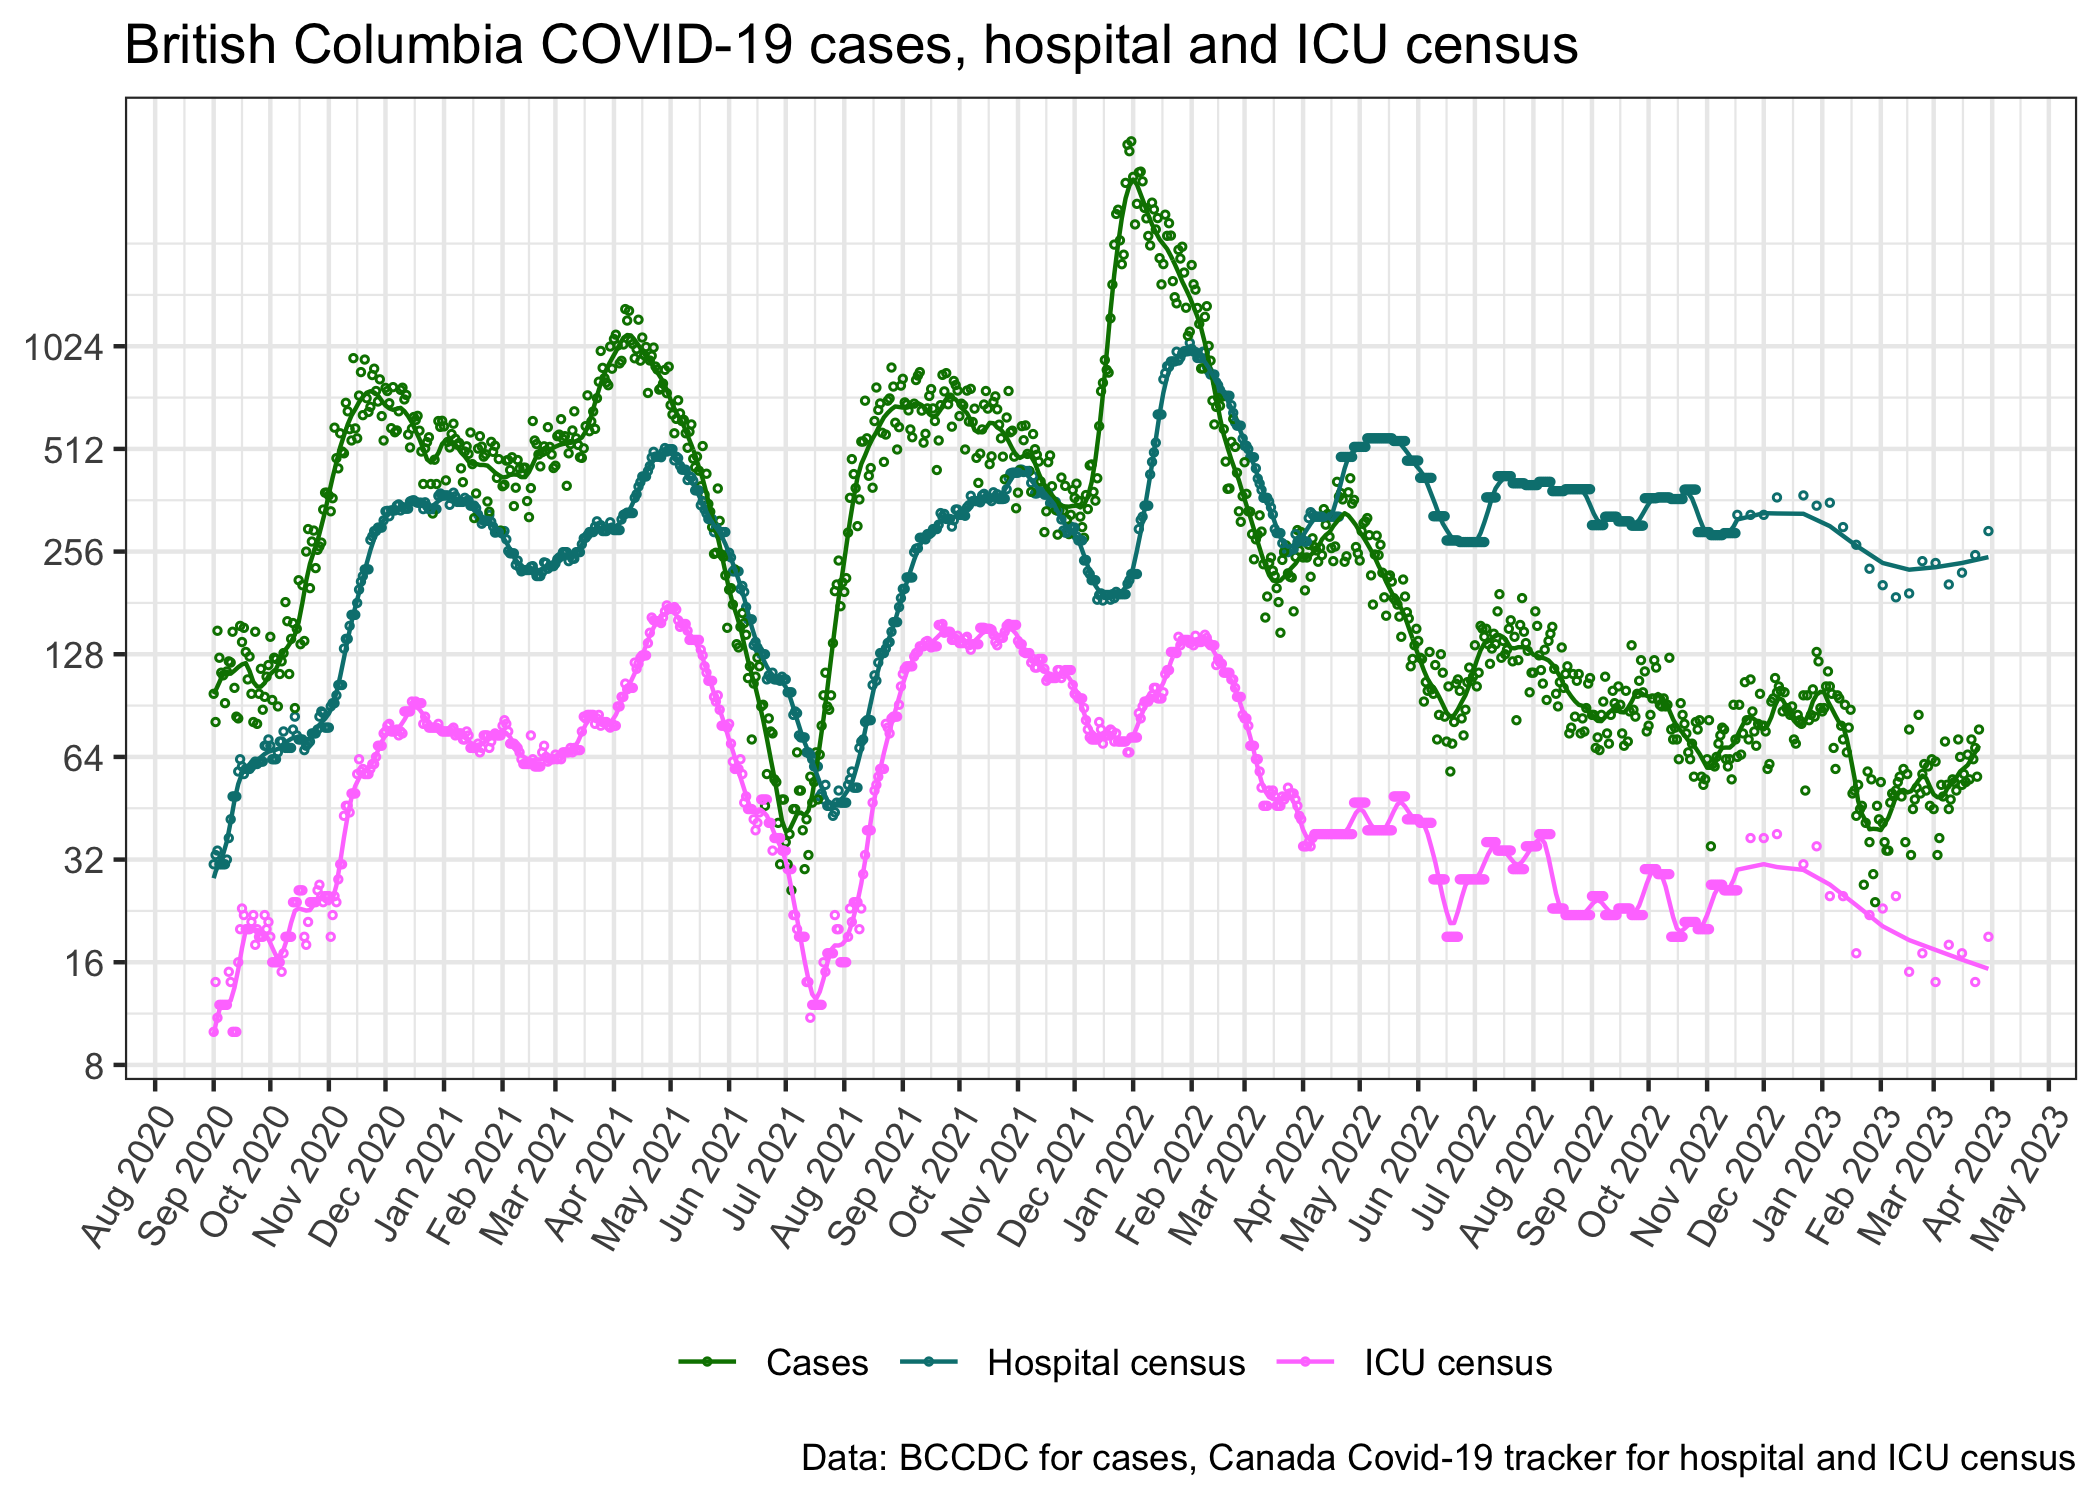 British Columbia COVID-19 cases, hospital and ICU census
1024
512
256
128
64
32
16
8
Aug 2020
Sep 2020
Oct 2020
Nov 2020
Dec 2020
Jan 2021
Feb 2021
Mar 2021
Apr 2021
May 2021
Jun 2021
Jul 2021
Aug 2021
Sep 2021
Oct 2021
Nov 2021
Dec 2021
Jan 2022
Feb 2022
Mar 2022
Apr 2022
May 2022
Jun 2022
Jul 2022
Aug 2022
Sep 2022
Oct 2022
Nov 2022
Dec 2022
Jan 2023
Feb 2023
Mar 2023
Apr 2023
May 2023
Cases Hospital census ICU census
Data: BCCDC for cases, Canada Covid-19 tracker for hospital and ICU census